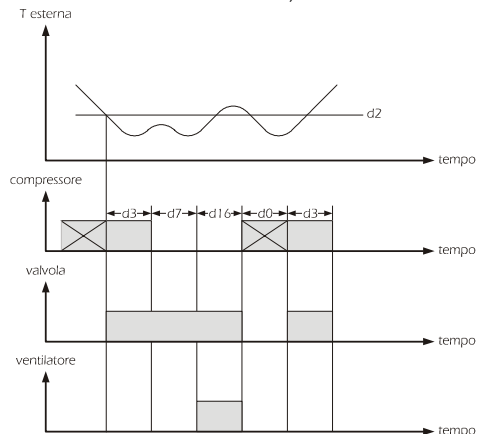 T esterna
d2
tempo
compressore
d3 d7 d16 d0 d3
tempo
valvola
tempo
ventilatore
tempo